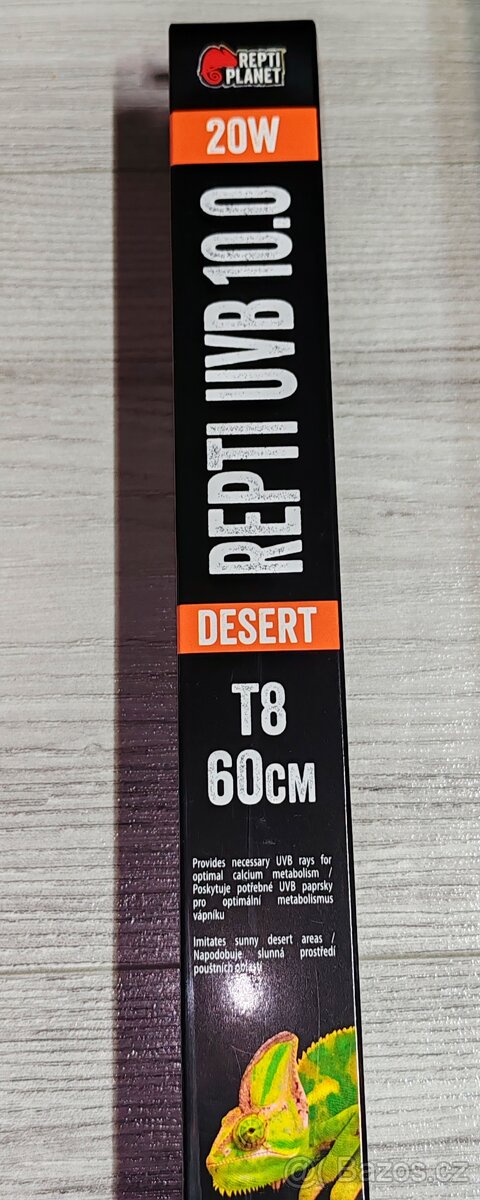 REPTI
PLANET
20W
REPTI UVB 10.0
DESERT
T8
60CM
Provides necessary UVB rays for
optimal calcium metabolism /
Poskytuje potřebné UVB paprsky
pro optimální metabolismus
vápníku
Imitates sunny desert areas /
Napodobuje slunná prostředí
pouštních oblastí
@Bazos.cz